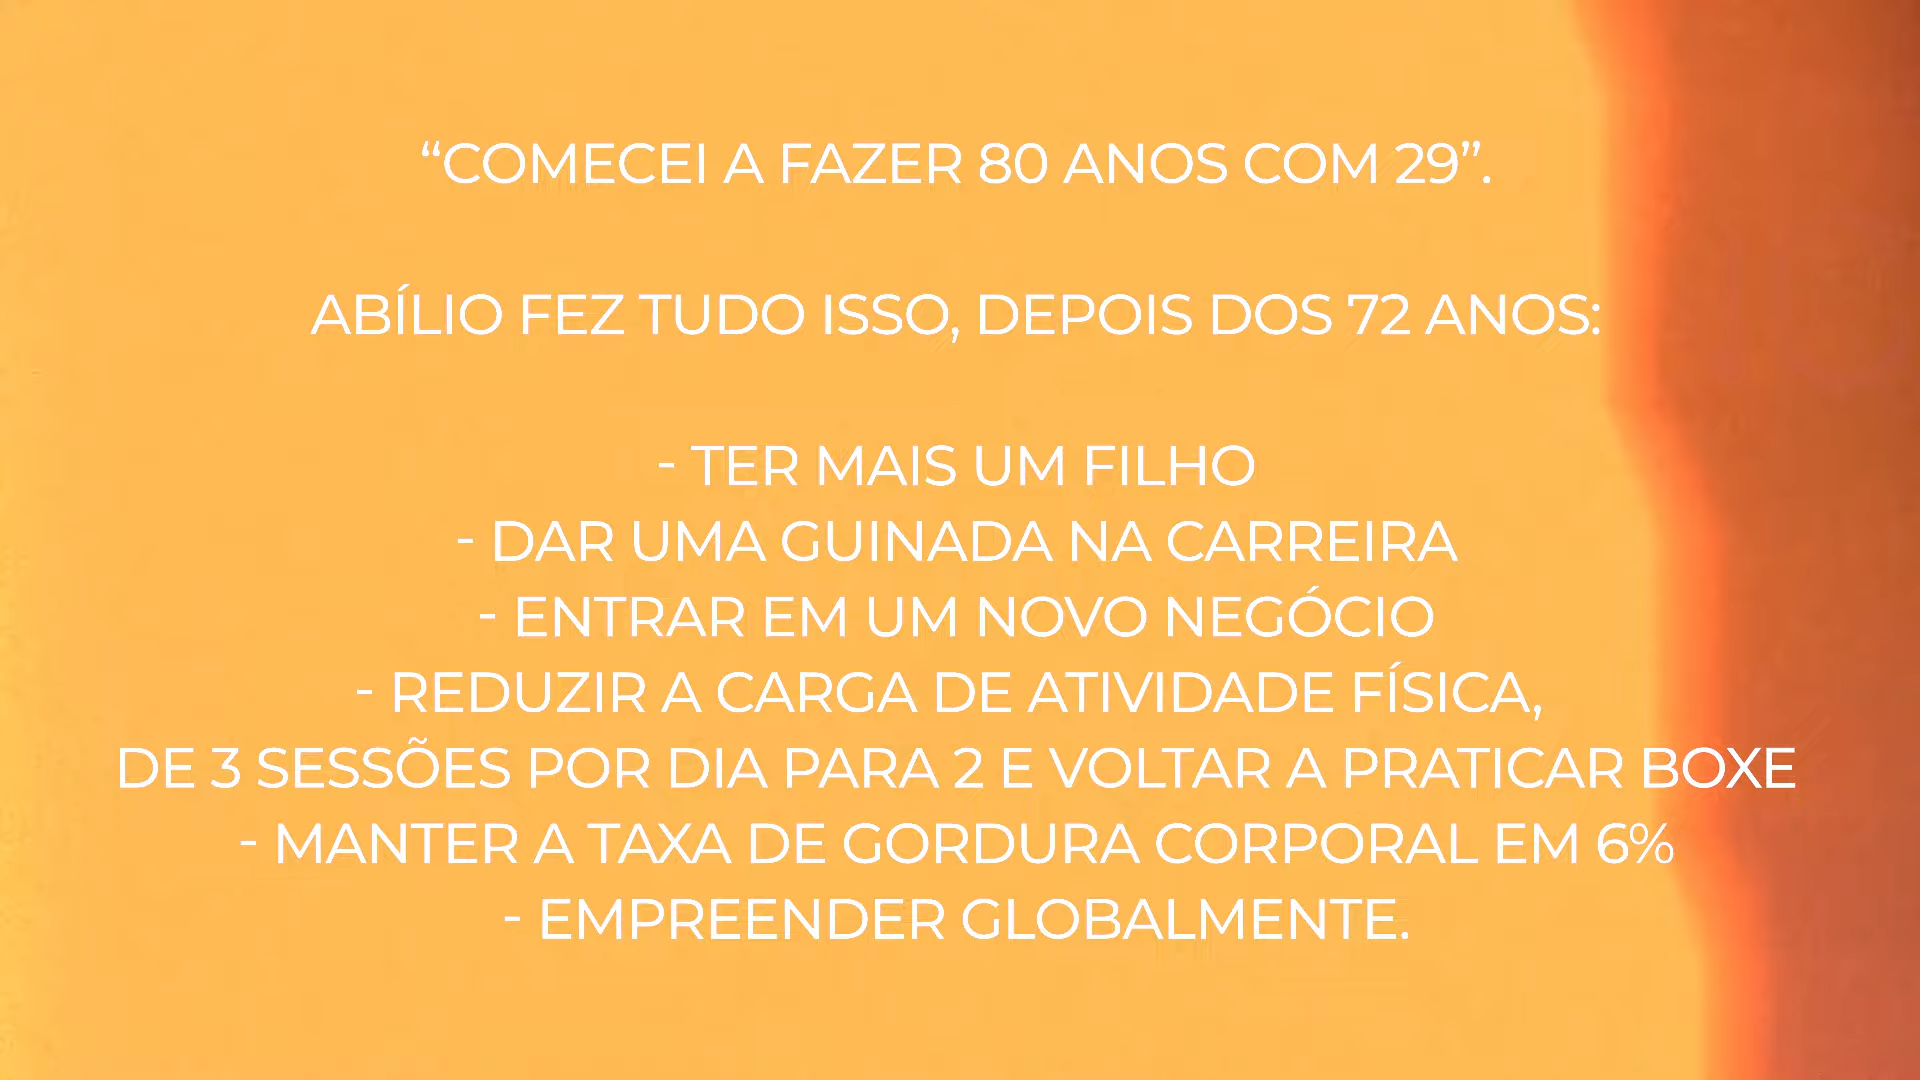 “COMECEI A FAZER 80 ANOS COM 29”.
ABÍLIO FEZ TUDO ISSO, DEPOIS DOS 72 ANOS:
- TER MAIS UM FILHO
- DAR UMA GUINADA NA CARREIRA
- ENTRAR EM UM NOVO NEGÓCIO
- REDUZIR A CARGA DE ATIVIDADE FÍSICA,
DE 3 SESSÕES POR DIA PARA 2 E VOLTAR A PRATICAR BOXE
- MANTER A TAXA DE GORDURA CORPORAL EM 6%
- EMPREENDER GLOBALMENTE.